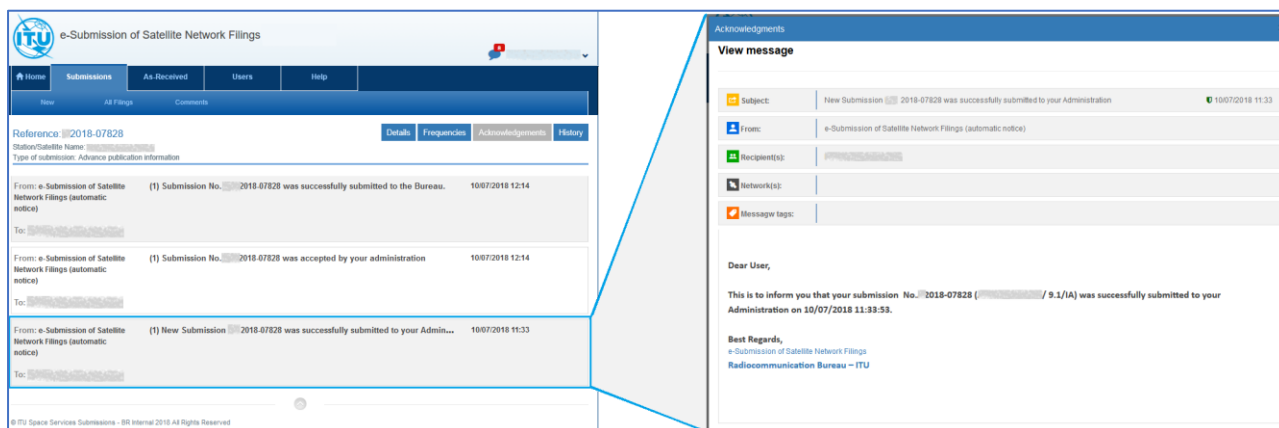 ITU
e-Submission of Satellite Network Filings
Home Submissions As-Received Users Help
New All Filings Comments
Reference: 2018-07828
Details Frequencies Acknowledgements History
Station/Satellite Name:
Type of submission: Advance publication information
From: e-Submission of Satellite
Network Filings (automatic
notice)
(1) Submission No. 2018-07828 was successfully submitted to the Bureau.
10/07/2018 12:14
To:
From: e-Submission of Satellite
Network Filings (automatic
notice)
(1) Submission No. 2018-07828 was accepted by your administration
10/07/2018 12:14
To:
From: e-Submission of Satellite
Network Filings (automatic
notice)
(1) New Submission 2018-07828 was successfully submitted to your Admin...
10/07/2018 11:33
To:
© ITU Space Services Submissions - BR Internal 2018 All Rights Reserved
Acknowledgments
View message
Subject: New Submission 2018-07828 was successfully submitted to your Administration 10/07/2018 11:33
From: e-Submission of Satellite Network Filings (automatic notice)
Recipient(s):
Network(s):
Messagw tags:
Dear User,
This is to inform you that your submission No. 2018-07828 ( / 9.1/IA) was successfully submitted to your
Administration on 10/07/2018 11:33:53.
Best Regards,
e-Submission of Satellite Network Filings
Radiocommunication Bureau – ITU